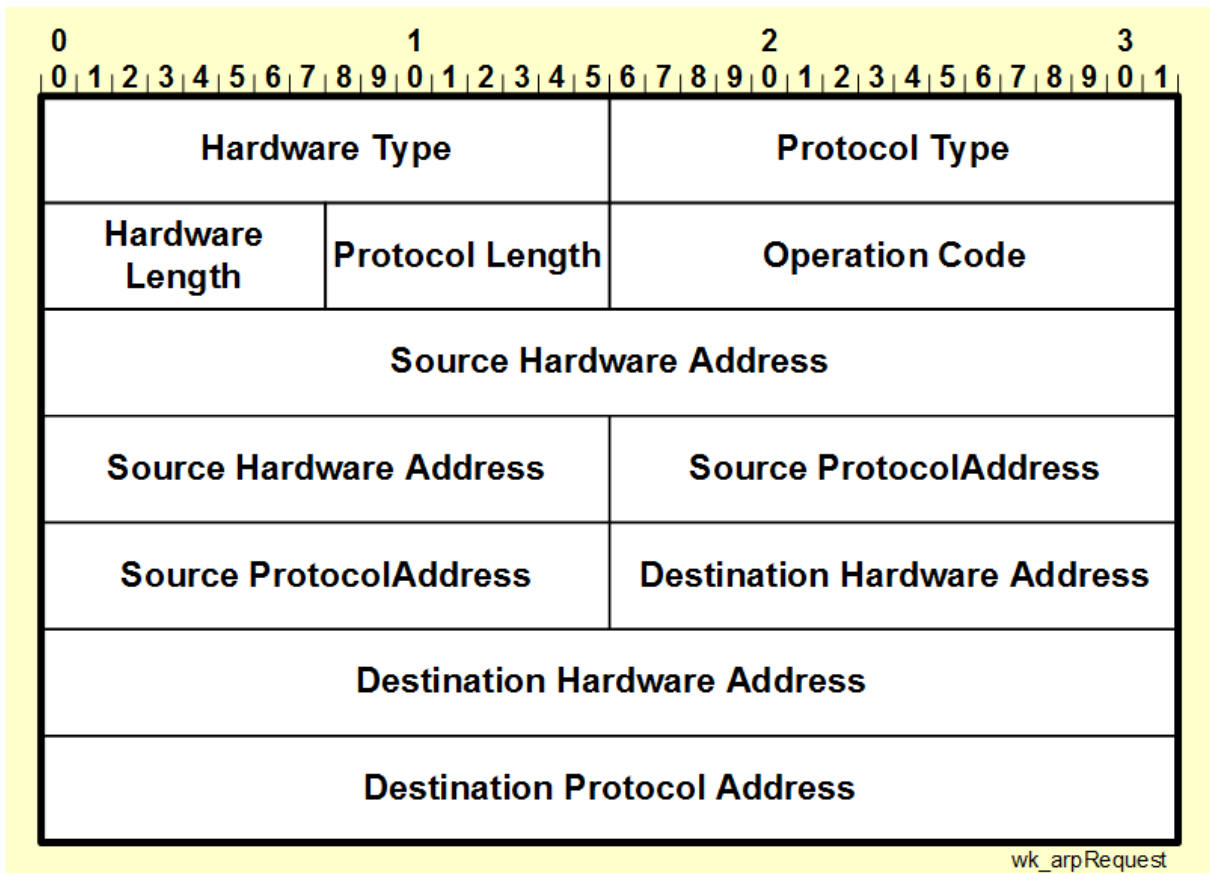 0 1 2 3
0 1 2 3 4 5 6 7 8 9 0 1 2 3 4 5 6 7 8 9 0 1 2 3 4 5 6 7 8 9 0 1
Hardware Type Protocol Type
Hardware
Length
Protocol Length
Operation Code
Source Hardware Address
Source Hardware Address Source ProtocolAddress
Source ProtocolAddress Destination Hardware Address
Destination Hardware Address
Destination Protocol Address
wk_arpRequest